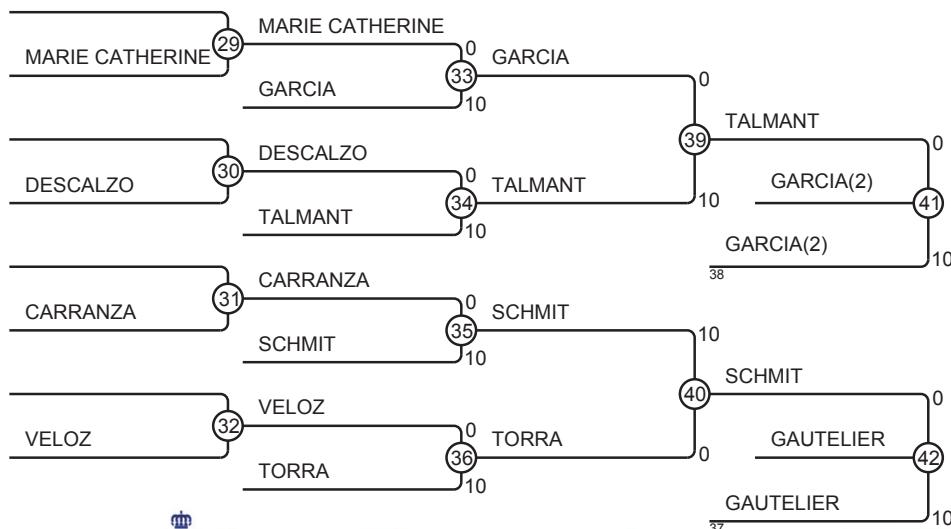 MARIE CATHERINE
0
29
MARIE CATHERINE
GARCIA
33
0
GARCIA
10
TALMANT
39
0
DESCALZO
30
DESCALZO
0
TALMANT
10
GARCIA(2)
41
34
TALMANT
10
GARCIA(2)
10
38
CARRANZA
31
0
CARRANZA
35
SCHMIT
10
SCHMIT
10
SCHMIT
40
0
VELOZ
32
VELOZ
0
TORRA
0
GAUTELIER
42
36
TORRA
10
GAUTELIER
10
37